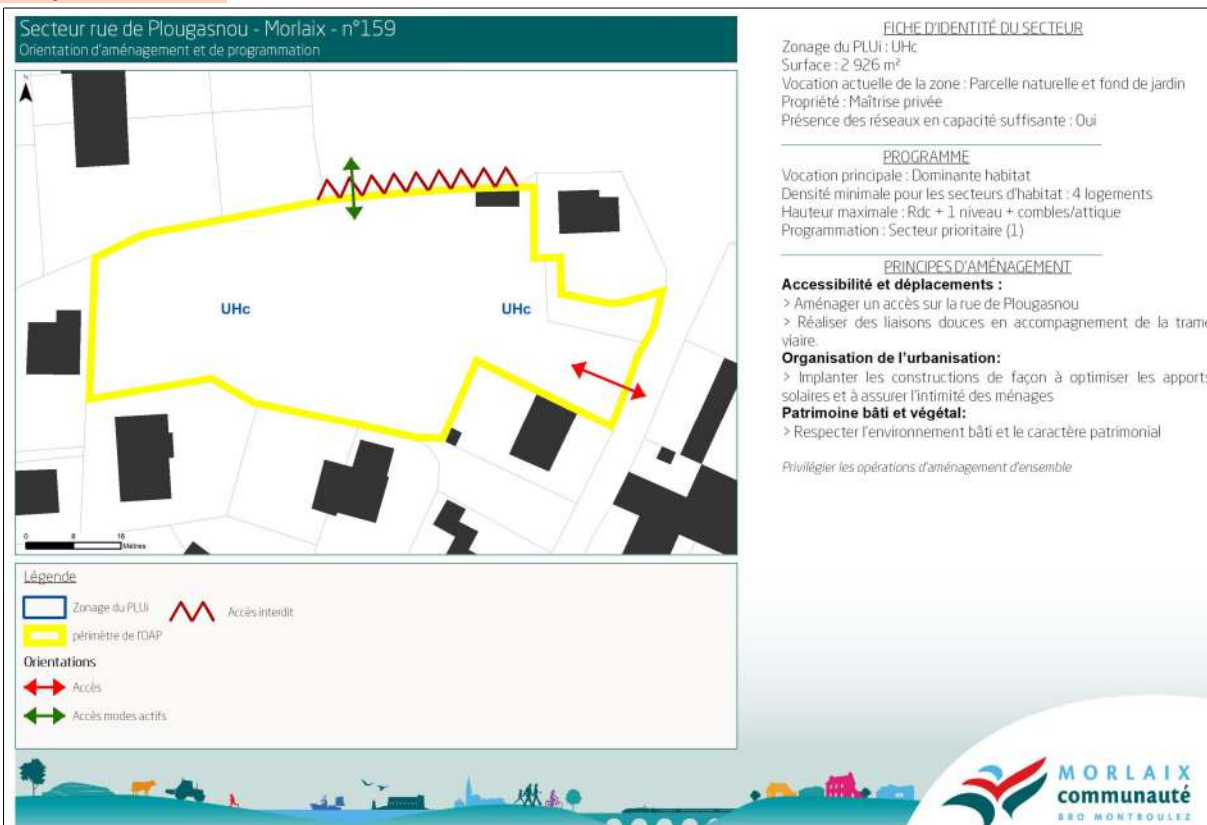 Secteur rue de Plougasnou - Morlaix - n°159
Orientation d'aménagement et de programmation
N
UHc
UHc
0 8 16
Mètres
Légende
Zonage du PLUi
Accès interdit
périmètre de l'OAP
Orientations
Accès
Accès modes actifs
FICHE D'IDENTITÉ DU SECTEUR
Zonage du PLUi : UHc
Surface : 2 926 m²
Vocation actuelle de la zone : Parcelle naturelle et fond de jardin
Propriété : Maîtrise privée
Présence des réseaux en capacité suffisante : Oui
PROGRAMME
Vocation principale : Dominante habitat
Densité minimale pour les secteurs d'habitat : 4 logements
Hauteur maximale : Rdc + 1 niveau + combles/attique
Programmation : Secteur prioritaire (1)
PRINCIPES D'AMÉNAGEMENT
Accessibilité et déplacements :
> Aménager un accès sur la rue de Plougasnou
> Réaliser des liaisons douces en accompagnement de la trame
viaire.
Organisation de l'urbanisation:
> Implanter les constructions de façon à optimiser les apports
solaires et à assurer l'intimité des ménages
Patrimoine bâti et végétal:
> Respecter l'environnement bâti et le caractère patrimonial
Privilégier les opérations d'aménagement d'ensemble
MORLAIX
communauté
BRO MONTROULEZ